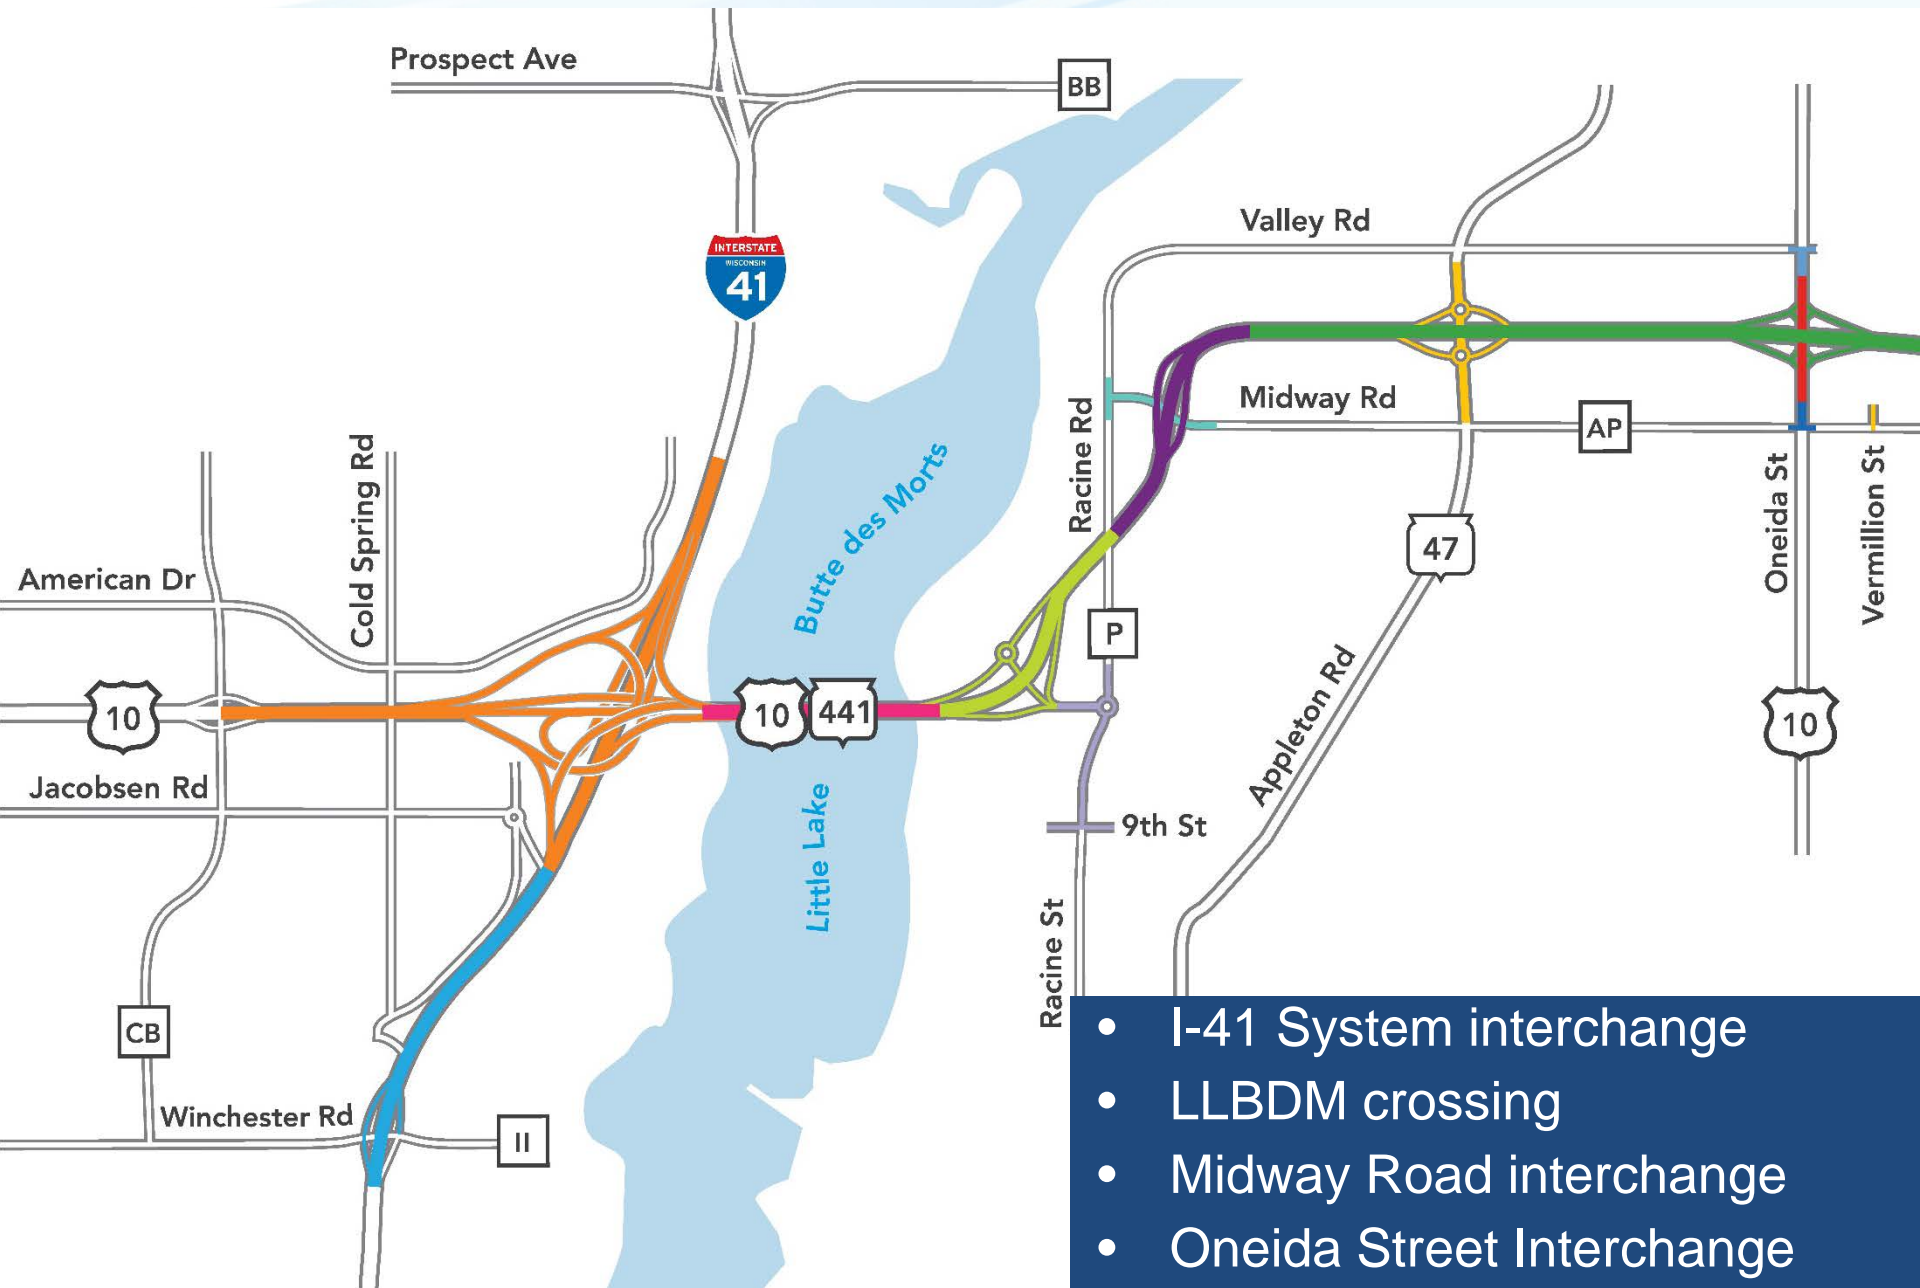 Prospect Ave
BB
INTERSTATE
WISCONSIN
41
Valley Rd
Midway Rd
AP
Racine Rd
Cold Spring Rd
Butte des Morts
Oneida St
Vermillion St
47
American Dr
P
10
10
441
10
Appleton Rd
Jacobsen Rd
9th St
Little Lake
Racine St
CB
Winchester Rd
II
• I-41 System interchange
• LLBDM crossing
• Midway Road interchange
• Oneida Street Interchange